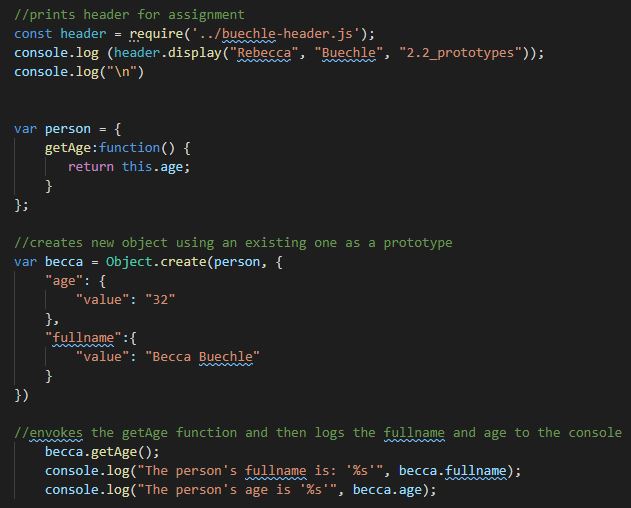 //prints header for assignment
const header = require('../buechle-header.js');
console.log (header.display("Rebecca", "Buechle", "2.2_prototypes"));
console.log("\n")
var person = {
getAge:function() {
return this.age;
}
};
//creates new object using an existing one as a prototype
var becca = Object.create(person, {
"age": {
"value": "32"
},
"fullname":{
"value": "Becca Buechle"
}
})
//envokes the getAge function and then logs the fullname and age to the console
becca.getAge();
console.log("The person's fullname is: '%s'", becca.fullname);
console.log("The person's age is '%s'", becca.age);